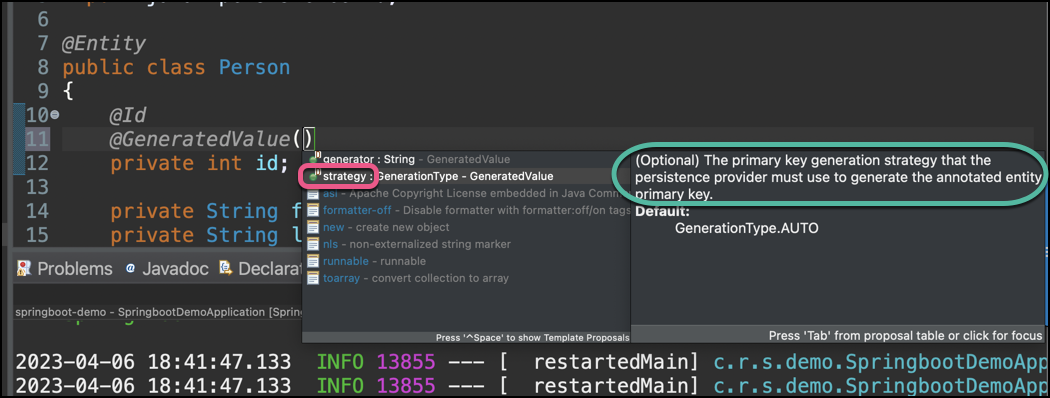 6
7 @Entity
8 public class Person
9 {
10 @Id
11 @GeneratedValue()
12 private int id;
13
14 private String f
15 private String l
generator : String - GeneratedValue
strategy : GenerationType - GeneratedValue
asl - Apache Copyright License embedded in Java Comm
formatter-off - Disable formatter with formatter:off/on tags
new - create new object
nls - non-externalized string marker
runnable - runnable
toarray - convert collection to array
Press '^Space' to show Template Proposals
(Optional) The primary key generation strategy that the
persistence provider must use to generate the annotated entity
primary key.
Default:
GenerationType.AUTO
Press 'Tab' from proposal table or click for focus
Problems @ Javadoc Declarat
springboot-demo - SpringbootDemoApplication [Spring
2023-04-06 18:41:47.133 INFO 13855 --- [ restartedMain] c.r.s.demo.SpringbootDemoApp
2023-04-06 18:41:47.133 INFO 13855 --- [ restartedMain] c.r.s.demo.SpringbootDemoApp